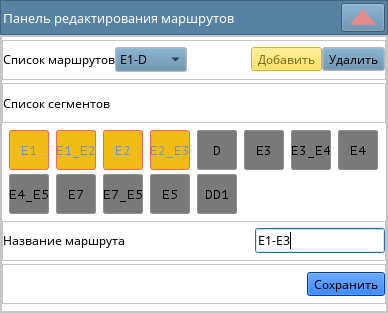 Панель редактирования маршрутов
Список маршрутов E1-D Добавить Удалить
Список сегментов
E1 E1_E2 E2 E2_E3 D E3 E3_E4 E4
E4_E5 E7 E7_E5 E5 DD1
Название маршрута E1-E3
Сохранить